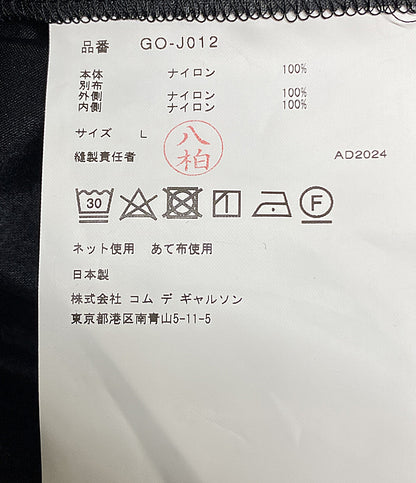 品番 GO-J012
本体 ナイロン 100%
別布
外側 ナイロン 100%
内側 ナイロン 100%
サイズ L
八柏
縫製責任者 AD2024
30 F
ネット使用 あて布使用
日本製
株式会社 コム デ ギャルソン
東京都港区南青山5-11-5